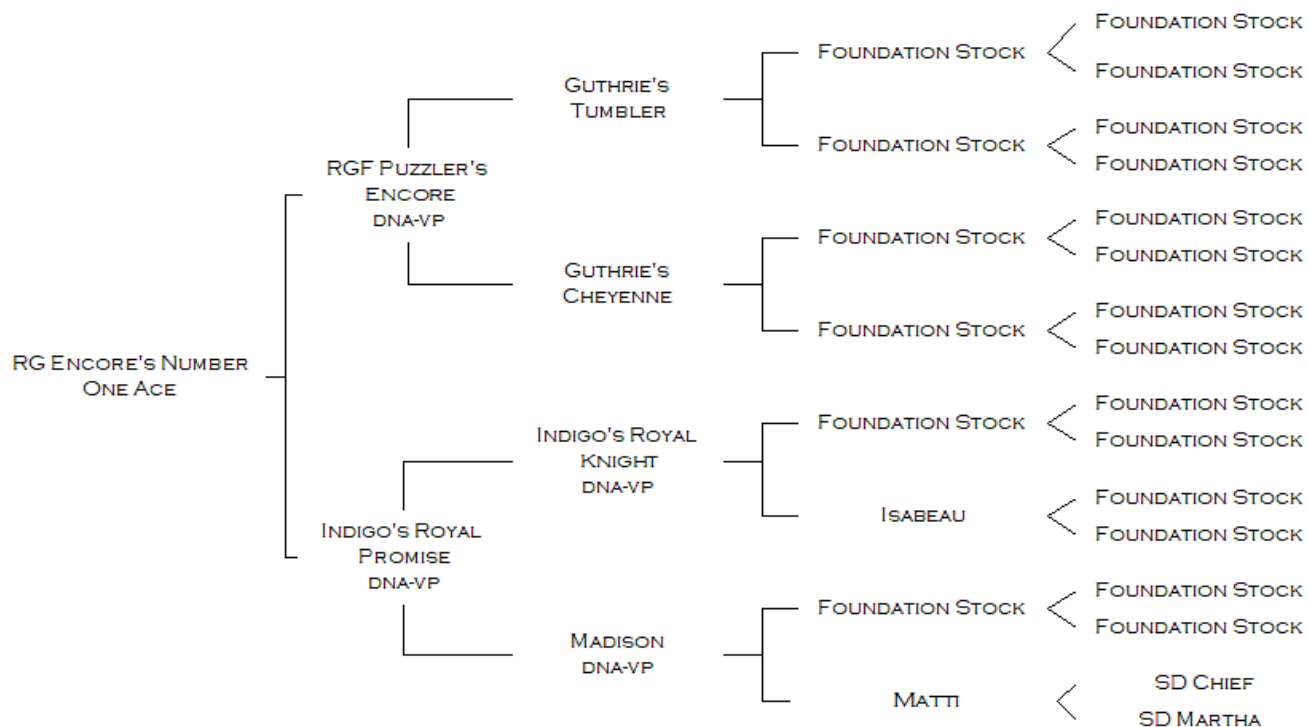 Foundation Stock
Foundation Stock
Foundation Stock
Guthrie's
Tumbler
Foundation Stock
Foundation Stock
Foundation Stock
RGF Puzzler's
Encore
DNA-VP
Foundation Stock
Foundation Stock
Foundation Stock
Guthrie's
Cheyenne
Foundation Stock
Foundation Stock
Foundation Stock
RG Encore's Number
One Ace
Foundation Stock
Foundation Stock
Foundation Stock
Indigo's Royal
Knight
DNA-VP
Isabeau
Foundation Stock
Foundation Stock
Indigo's Royal
Promise
DNA-VP
Foundation Stock
Foundation Stock
Foundation Stock
Madison
DNA-VP
Matti
SD Chief
SD Martha